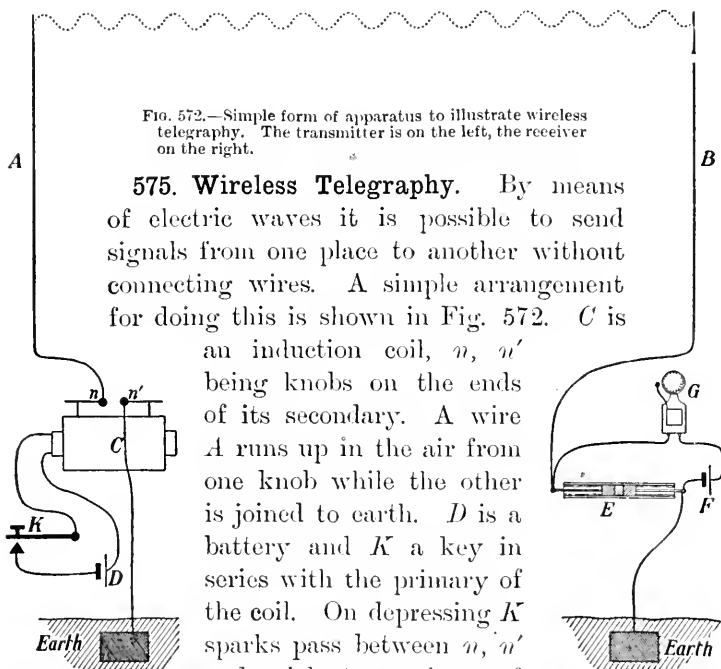 FIG. 572.—Simple form of apparatus to illustrate wireless
telegraphy. The transmitter is on the left, the receiver
on the right.
A
B
575. Wireless Telegraphy. By means
of electric waves it is possible to send
signals from one place to another without
connecting wires. A simple arrangement
for doing this is shown in Fig. 572. C is
an induction coil, n, n′
being knobs on the ends
of its secondary. A wire
A runs up in the air from
one knob while the other
is joined to earth. D is a
battery and K a key in
series with the primary of
the coil. On depressing K
sparks pass between n, n′
n n′
C
K
D
Earth
G
E
F
Earth